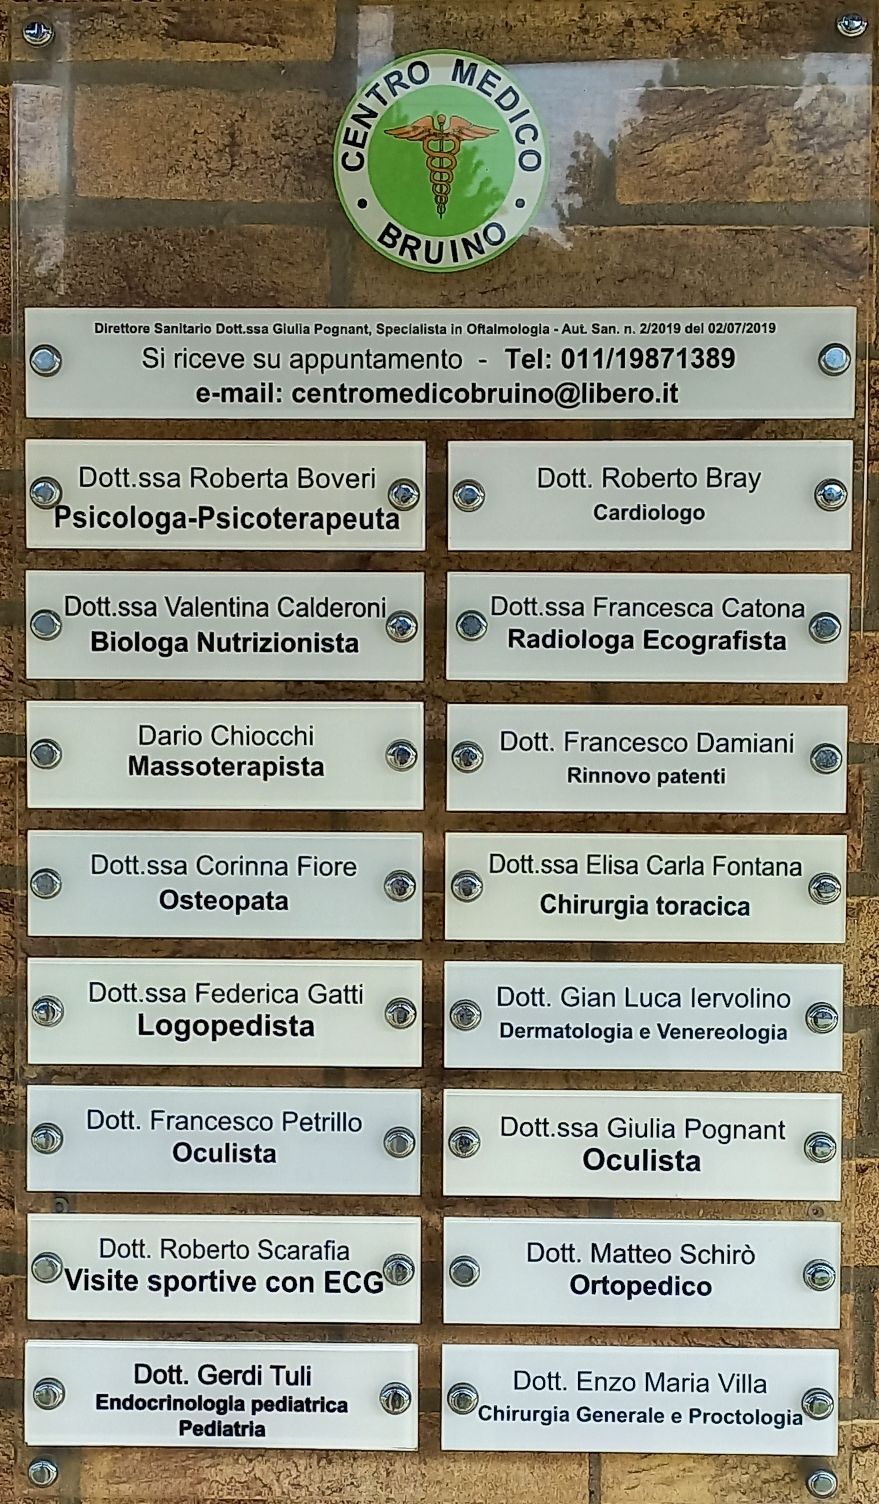 CENTRO MEDICO
BRUINO
Direttore Sanitario Dott.ssa Giulia Pognant, Specialista in Oftalmologia - Aut. San. n. 2/2019 del 02/07/2019
Si riceve su appuntamento - Tel: 011/19871389
e-mail: centromedicobruino@libero.it
Dott.ssa Roberta Boveri
Psicologa-Psicoterapeuta
Dott. Roberto Bray
Cardiologo
Dott.ssa Valentina Calderoni
Biologa Nutrizionista
Dott.ssa Francesca Catona
Radiologa Ecografista
Dario Chiocchi
Massoterapista
Dott. Francesco Damiani
Rinnovo patenti
Dott.ssa Corinna Fiore
Osteopata
Dott.ssa Elisa Carla Fontana
Chirurgia toracica
Dott.ssa Federica Gatti
Logopedista
Dott. Gian Luca Iervolino
Dermatologia e Venereologia
Dott. Francesco Petrillo
Oculista
Dott.ssa Giulia Pognant
Oculista
Dott. Roberto Scarafia
Visite sportive con ECG
Dott. Matteo Schirò
Ortopedico
Dott. Gerdi Tuli
Endocrinologia pediatrica
Pediatria
Dott. Enzo Maria Villa
Chirurgia Generale e Proctologia